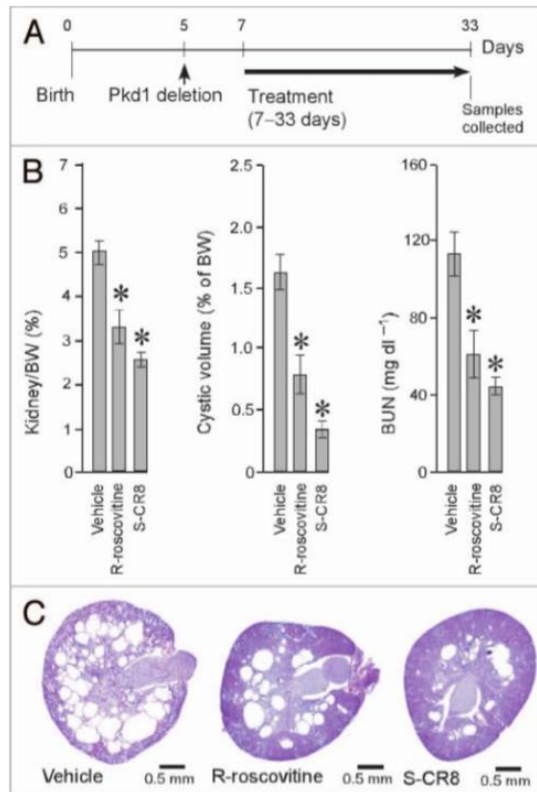 A
0 5 7 33 Days
Birth Pkd1 deletion Treatment
(7–33 days)
Samples
collected
B
7
6
5
4
3
2
1
0
Kidney/BW (%)
* *
Vehicle
R-roscovitine
S-CR8
2.5
2.0
1.5
1.0
0.5
0
Cystic volume (% of BW)
* *
Vehicle
R-roscovitine
S-CR8
160
120
80
40
0
BUN (mg dl ⁻¹)
* *
Vehicle
R-roscovitine
S-CR8
C
Vehicle 0.5 mm
R-roscovitine 0.5 mm
S-CR8 0.5 mm